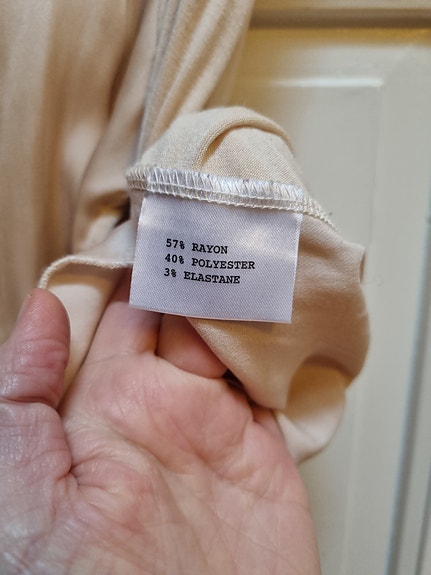 57% RAYON
40% POLYESTER
3% ELASTANE